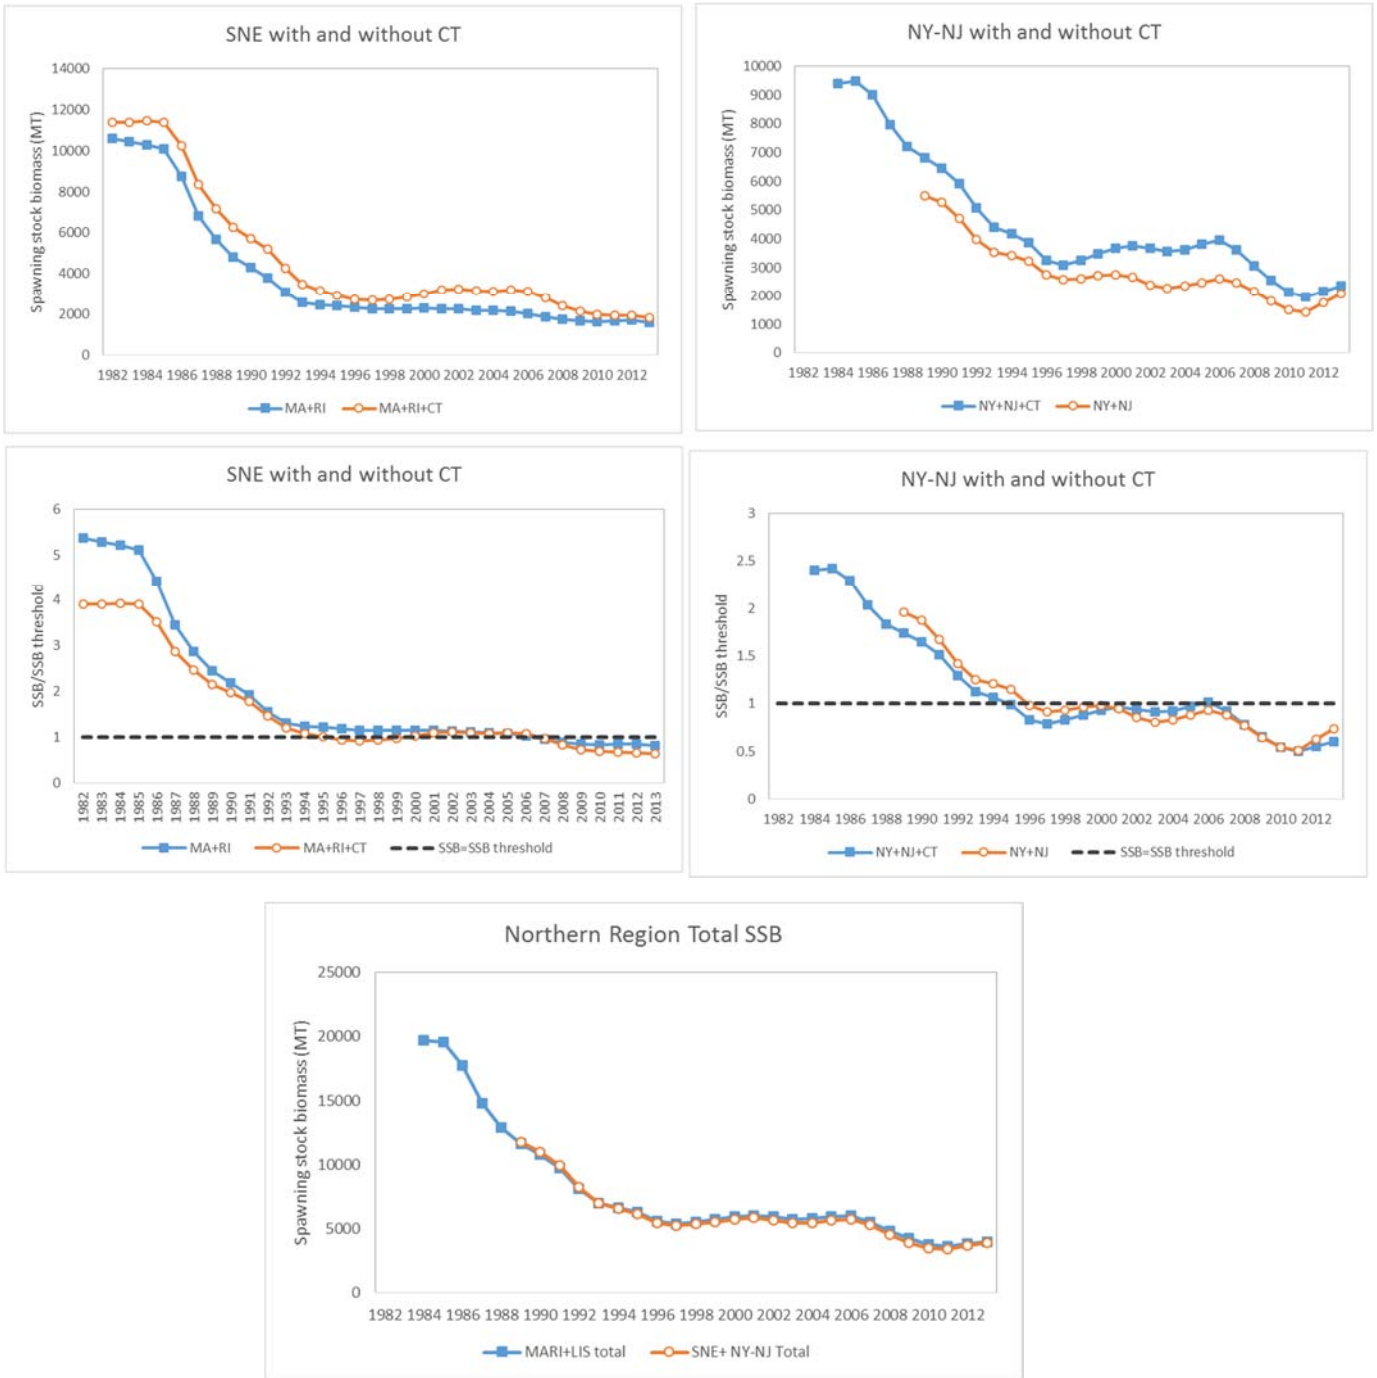 SNE with and without CT
Spawning stock biomass (MT)
14000
12000
10000
8000
6000
4000
2000
0
1982 1984 1986 1988 1990 1992 1994 1996 1998 2000 2002 2004 2006 2008 2010 2012
MA+RI MA+RI+CT
NY-NJ with and without CT
Spawning stock biomass (MT)
10000
9000
8000
7000
6000
5000
4000
3000
2000
1000
0
1982 1984 1986 1988 1990 1992 1994 1996 1998 2000 2002 2004 2006 2008 2010 2012
NY+NJ+CT NY+NJ
SNE with and without CT
SSB/SSB threshold
6
5
4
3
2
1
0
1982 1983 1984 1985 1986 1987 1988 1989 1990 1991 1992 1993 1994 1995 1996 1997 1998 1999 2000 2001 2002 2003 2004 2005 2006 2007 2008 2009 2010 2011 2012 2013
MA+RI MA+RI+CT SSB=SSB threshold
NY-NJ with and without CT
SSB/SSB threshold
3
2.5
2
1.5
1
0.5
0
1982 1984 1986 1988 1990 1992 1994 1996 1998 2000 2002 2004 2006 2008 2010 2012
NY+NJ+CT NY+NJ SSB=SSB threshold
Northern Region Total SSB
Spawning stock biomass (MT)
25000
20000
15000
10000
5000
0
1982 1984 1986 1988 1990 1992 1994 1996 1998 2000 2002 2004 2006 2008 2010 2012
MARI+LIS total SNE+ NY-NJ Total